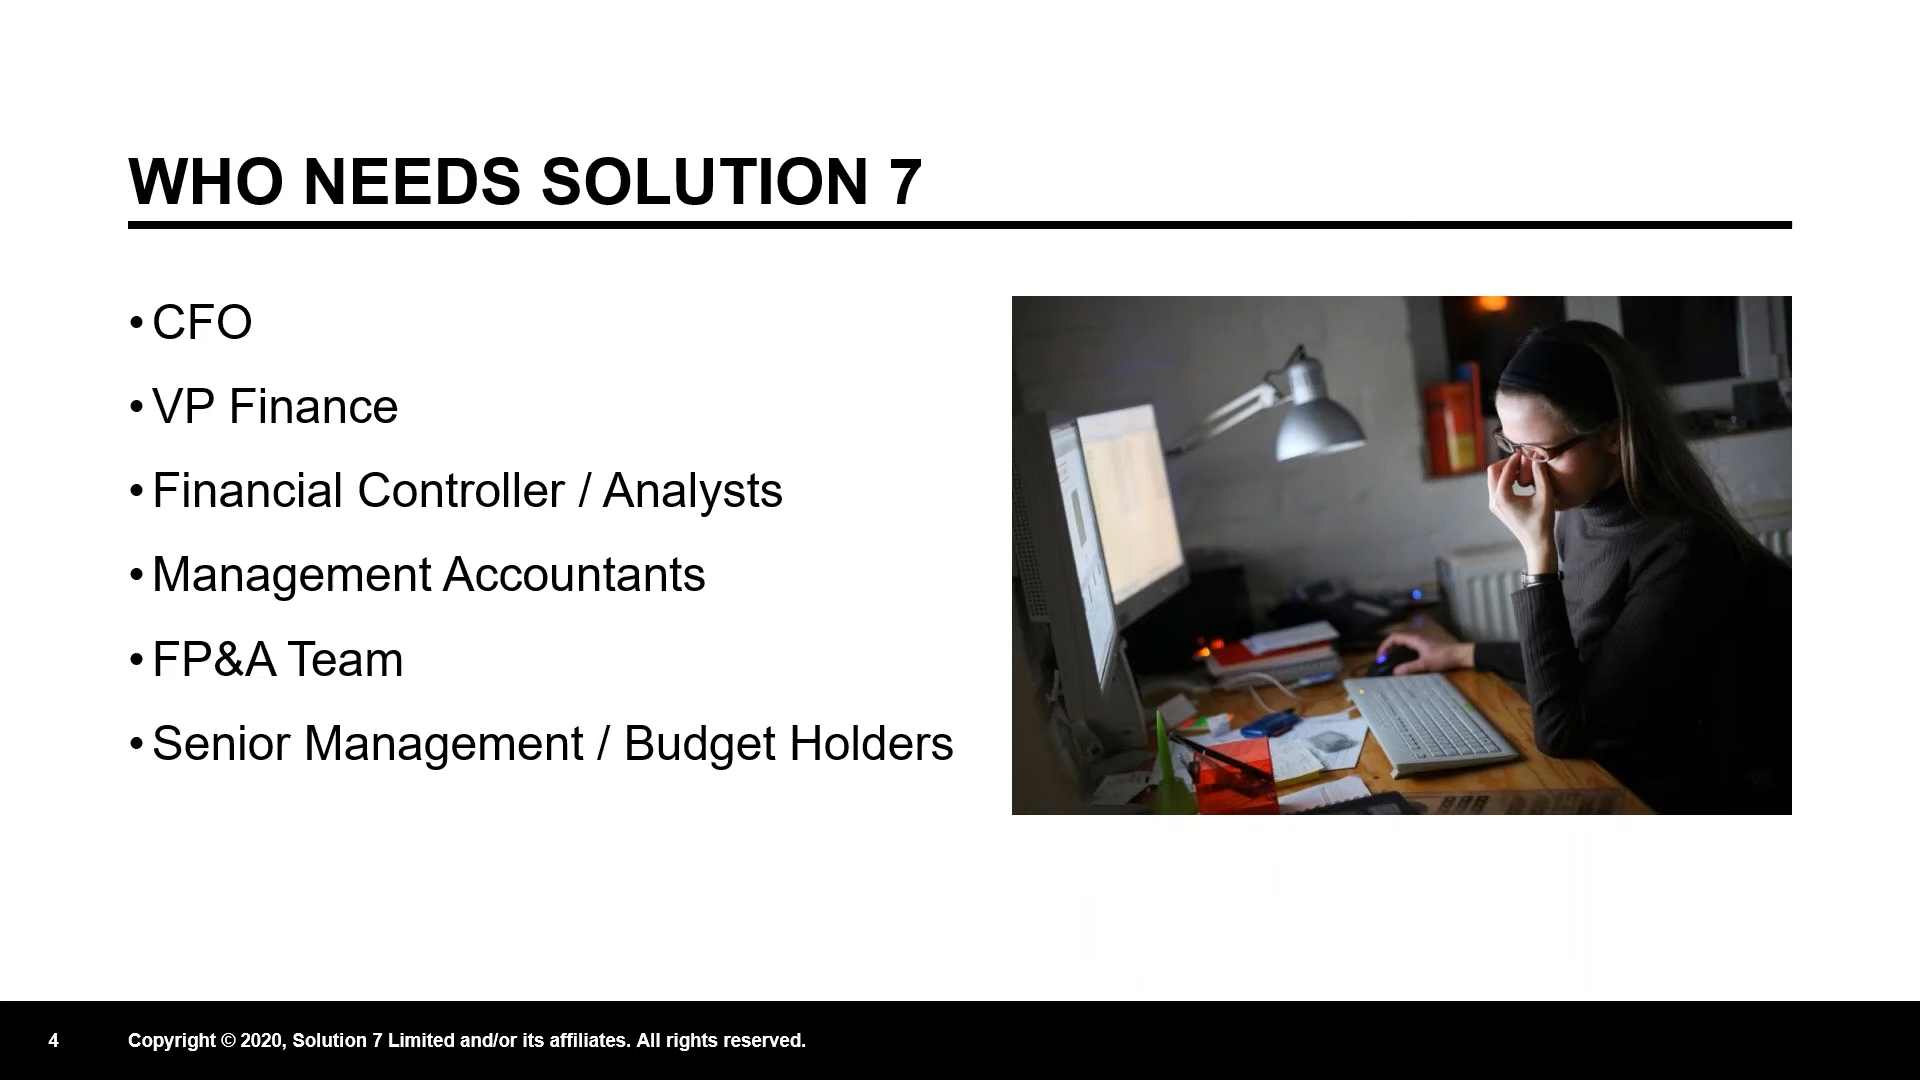 WHO NEEDS SOLUTION 7
• CFO
• VP Finance
• Financial Controller / Analysts
• Management Accountants
• FP&A Team
• Senior Management / Budget Holders
4
Copyright © 2020, Solution 7 Limited and/or its affiliates. All rights reserved.